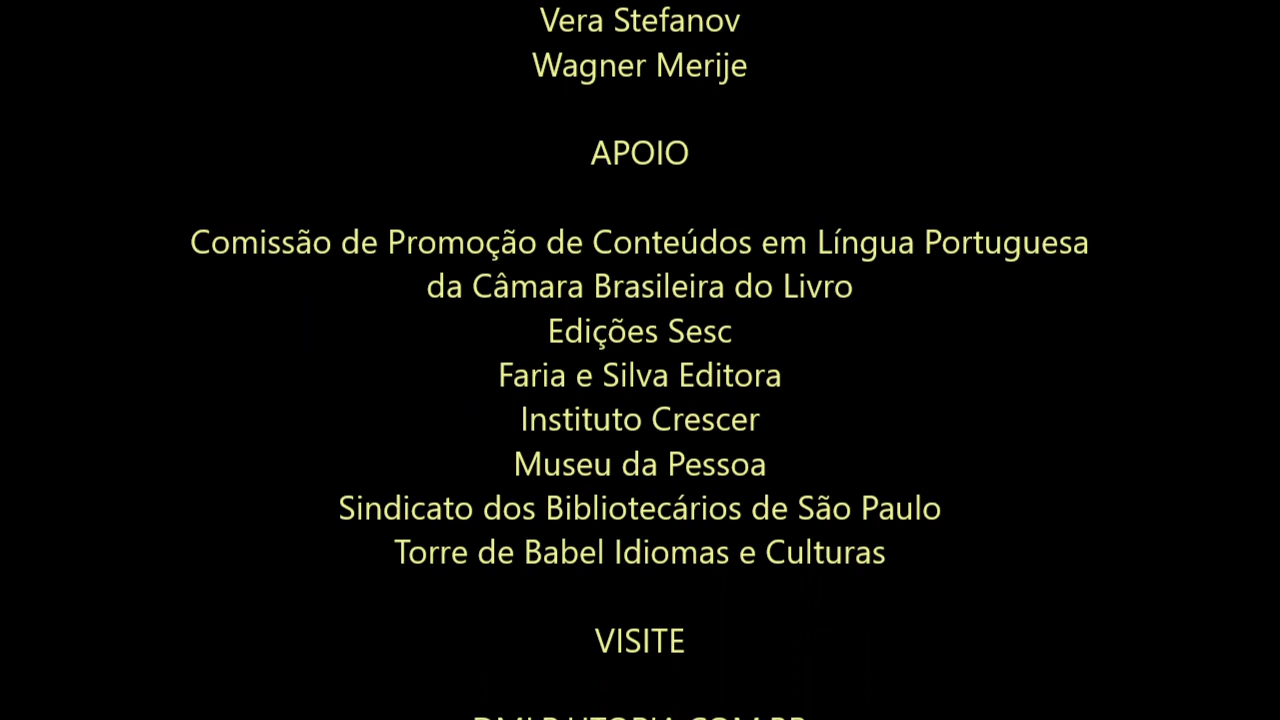 Vera Stefanov
Wagner Merije
APOIO
Comissão de Promoção de Conteúdos em Língua Portuguesa
da Câmara Brasileira do Livro
Edições Sesc
Faria e Silva Editora
Instituto Crescer
Museu da Pessoa
Sindicato dos Bibliotecários de São Paulo
Torre de Babel Idiomas e Culturas
VISITE